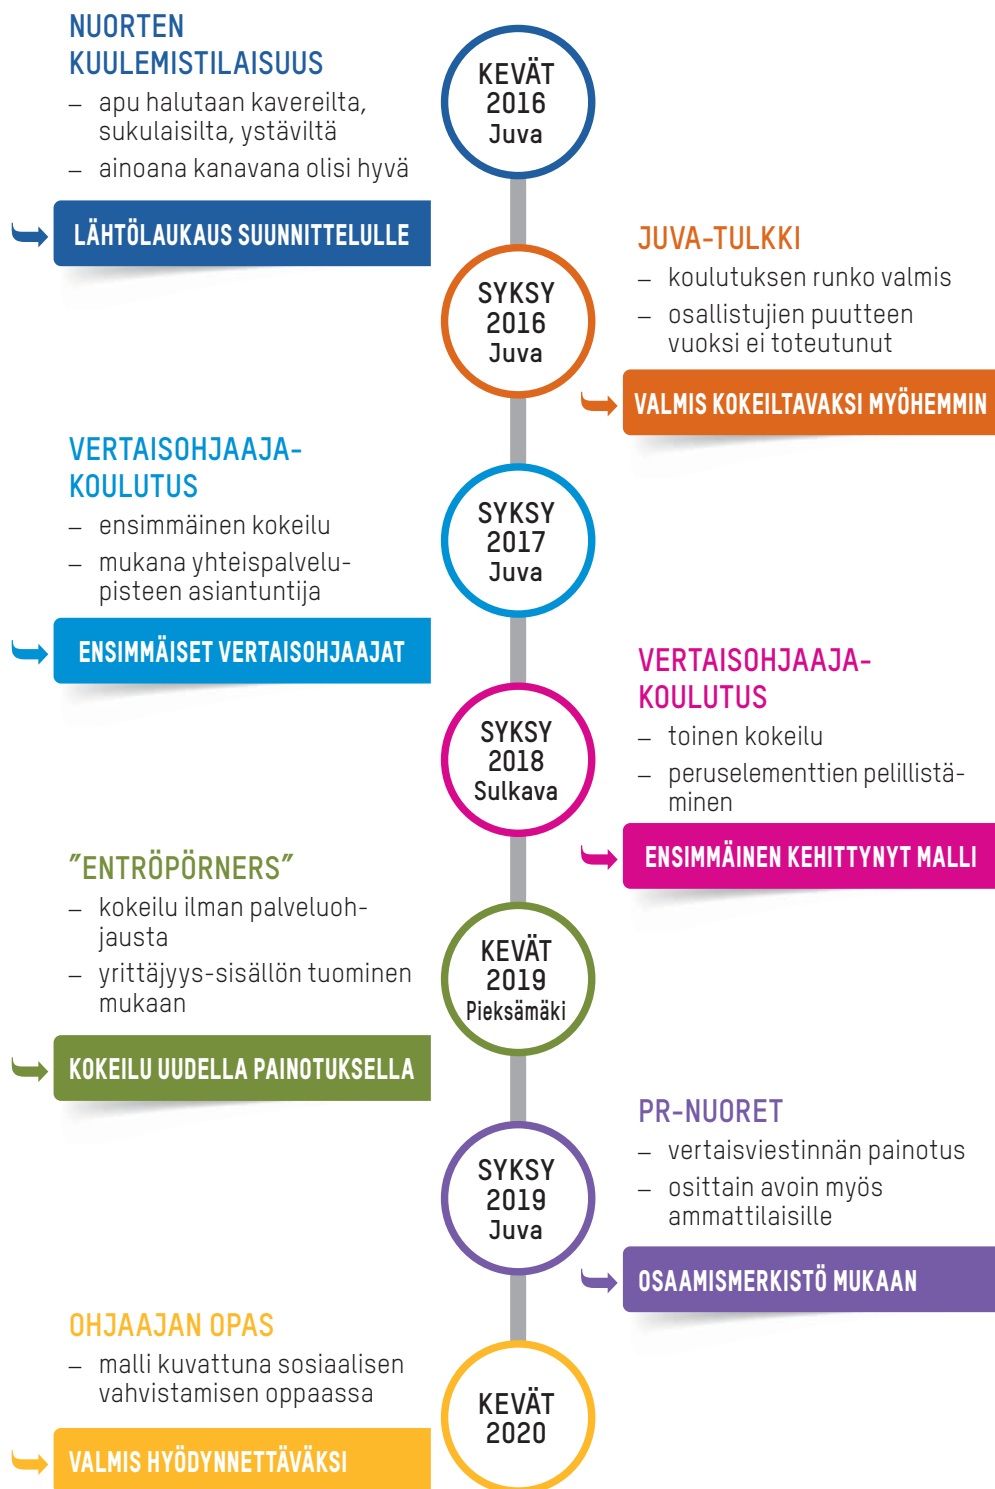 NUORTEN
KUULEMISTILAISUUS
– apu halutaan kavereilta,
sukulaisilta, ystäviltä
– ainoana kanavana olisi hyvä
LÄHTÖLAUKAUS SUUNNITTELULLE
KEVÄT
2016
Juva
SYKSY
2016
Juva
JUVA-TULKKI
– koulutuksen runko valmis
– osallistujien puutteen
vuoksi ei toteutunut
VALMIS KOKEILTAVAKSI MYÖHEMMIN
VERTAISOHJAAJA-
KOULUTUS
– ensimmäinen kokeilu
– mukana yhteispalvelu-
pisteen asiantuntija
ENSIMMÄISET VERTAISOHJAAJAT
SYKSY
2017
Juva
SYKSY
2018
Sulkava
VERTAISOHJAAJA-
KOULUTUS
– toinen kokeilu
– peruselementtien pelillistä-
minen
ENSIMMÄINEN KEHITTYNYT MALLI
"ENTRÖPÖRNERS"
– kokeilu ilman palveluoh-
jausta
– yrittäjyys-sisällön tuominen
mukaan
KOKEILU UUDELLA PAINOTUKSELLA
KEVÄT
2019
Pieksämäki
SYKSY
2019
Juva
PR-NUORET
– vertaisviestinnän painotus
– osittain avoin myös
ammattilaisille
OSAAMISMERKISTÖ MUKAAN
OHJAAJAN OPAS
– malli kuvattuna sosiaalisen
vahvistamisen oppaassa
VALMIS HYÖDYNNETTÄVÄKSI
KEVÄT
2020